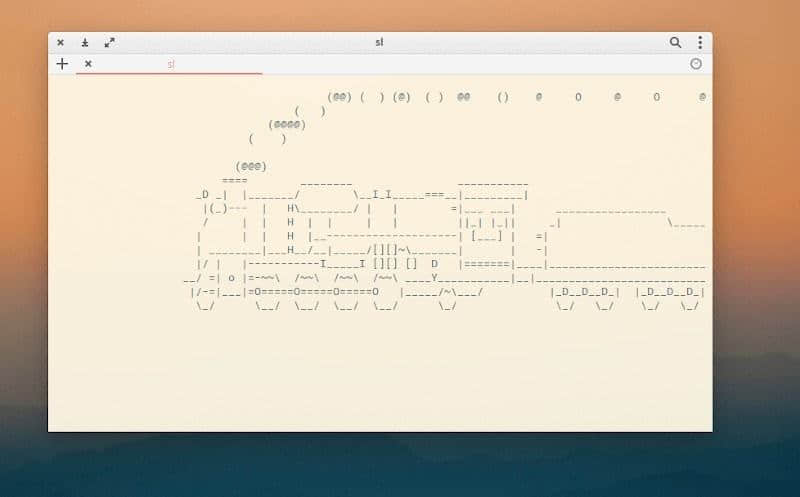 sl
sl
(@@) (  ) (@)  ( )  @@    ()    @     O     @     O      @
(   )
(@@@@)
(    )
(@@@)
====        ________                ___________
_D _|  |_______/        \__I_I_____===__|_________|
|(_)---  |   H\________/ |   |        =|___ ___|      _________________
/     |  |   H  |  |     |   |         ||_| |_||     _|                \_____
|      |  |   H  |__--------------------| [___] |   =|
| ________|___H__/__|_____/[][]~\_______|       |   -|
|/ |   |-----------I_____I [][] []  D   |=======|____|________________________
__/ =| o |=-~~\  /~~\  /~~\  /~~\ ____Y___________|__|__________________________
|/-=|___|=O=====O=====O=====O   |_____/~\___/          |_D__D__D_|  |_D__D__D_|
\_/      \__/  \__/  \__/  \__/      \_/               \_/   \_/    \_/   \_/